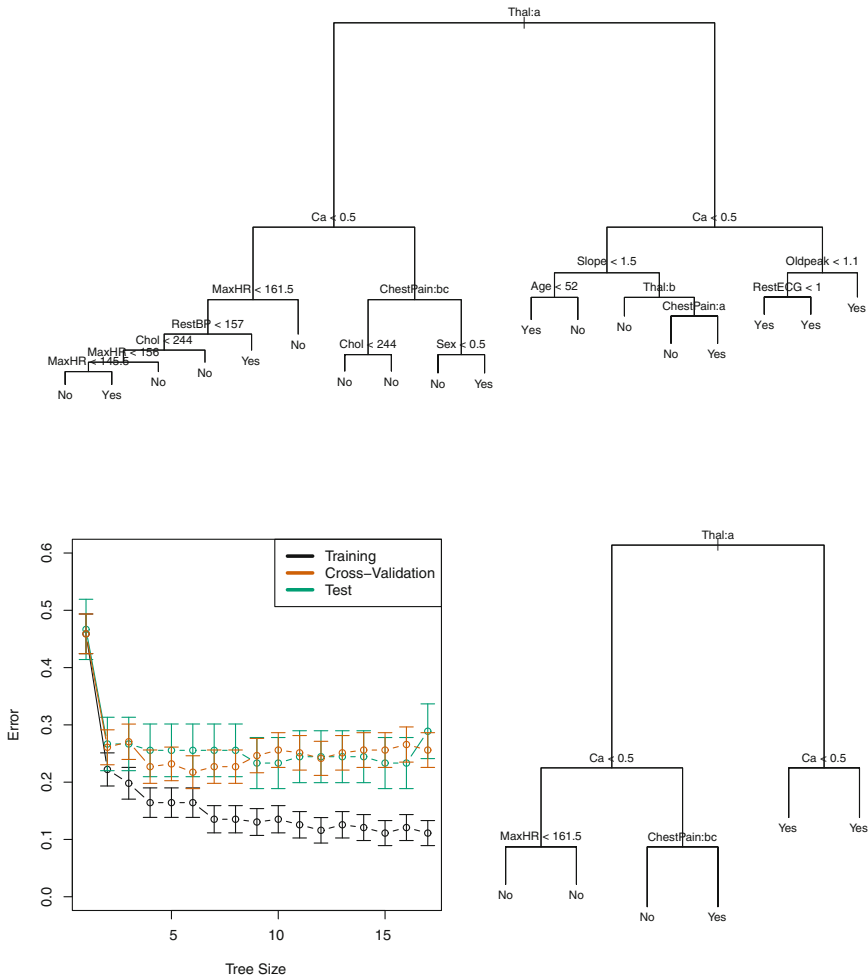 Thal:a
Ca < 0.5
Ca < 0.5
Slope < 1.5
Oldpeak < 1.1
MaxHR < 161.5
ChestPain:bc
Age < 52
Thal:b
RestECG < 1
ChestPain:a
RestBP < 157
Chol < 244
MaxHR < 156
MaxHR < 145.5
Chol < 244
Sex < 0.5
Yes
No
No
No
Yes
Yes
Yes
Yes
No
Yes
No
No
No
Yes
No
No
No
Yes
0.6
0.5
0.4
0.3
0.2
0.1
0.0
Error
Training
Cross-Validation
Test
5
10
15
Tree Size
Thal:a
Ca < 0.5
Ca < 0.5
MaxHR < 161.5
ChestPain:bc
Yes
Yes
No
No
No
Yes